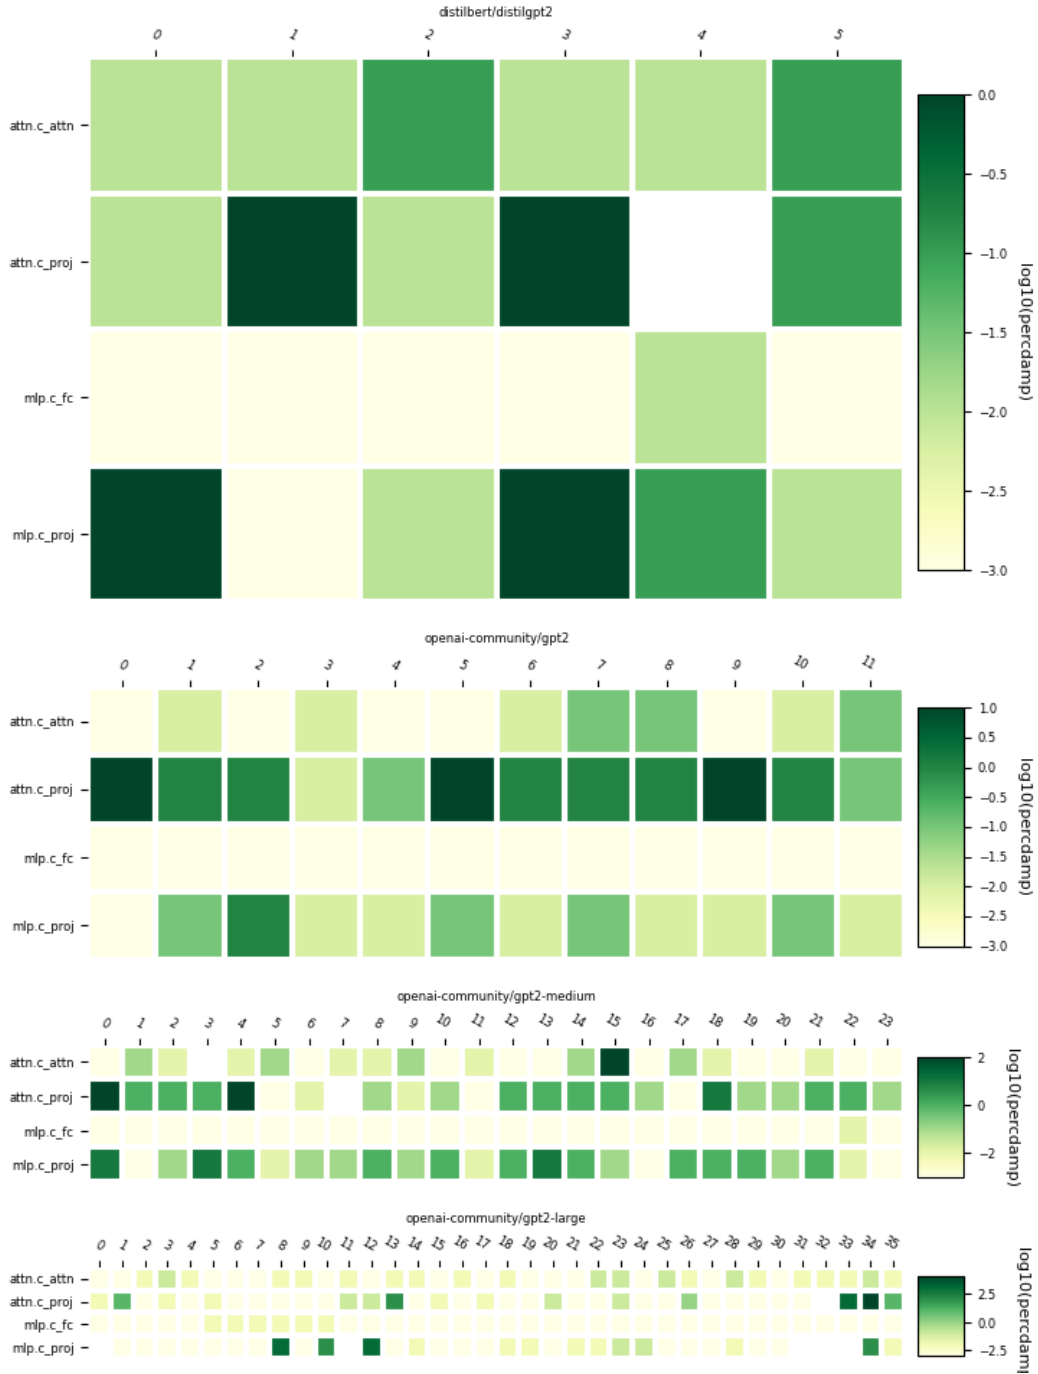 distilbert/distilgpt2
0 1 2 3 4 5
attn.c_attn
attn.c_proj
mlp.c_fc
mlp.c_proj
0.0
−0.5
−1.0
−1.5
−2.0
−2.5
−3.0
log10(percdamp)
openai-community/gpt2
0 1 2 3 4 5 6 7 8 9 10 11
attn.c_attn
attn.c_proj
mlp.c_fc
mlp.c_proj
1.0
0.5
0.0
−0.5
−1.0
−1.5
−2.0
−2.5
−3.0
log10(percdamp)
openai-community/gpt2-medium
0 1 2 3 4 5 6 7 8 9 10 11 12 13 14 15 16 17 18 19 20 21 22 23
attn.c_attn
attn.c_proj
mlp.c_fc
mlp.c_proj
2
0
−2
log10(percdamp)
openai-community/gpt2-large
0 1 2 3 4 5 6 7 8 9 10 11 12 13 14 15 16 17 18 19 20 21 22 23 24 25 26 27 28 29 30 31 32 33 34 35
attn.c_attn
attn.c_proj
mlp.c_fc
mlp.c_proj
2.5
0.0
−2.5
log10(percdamp